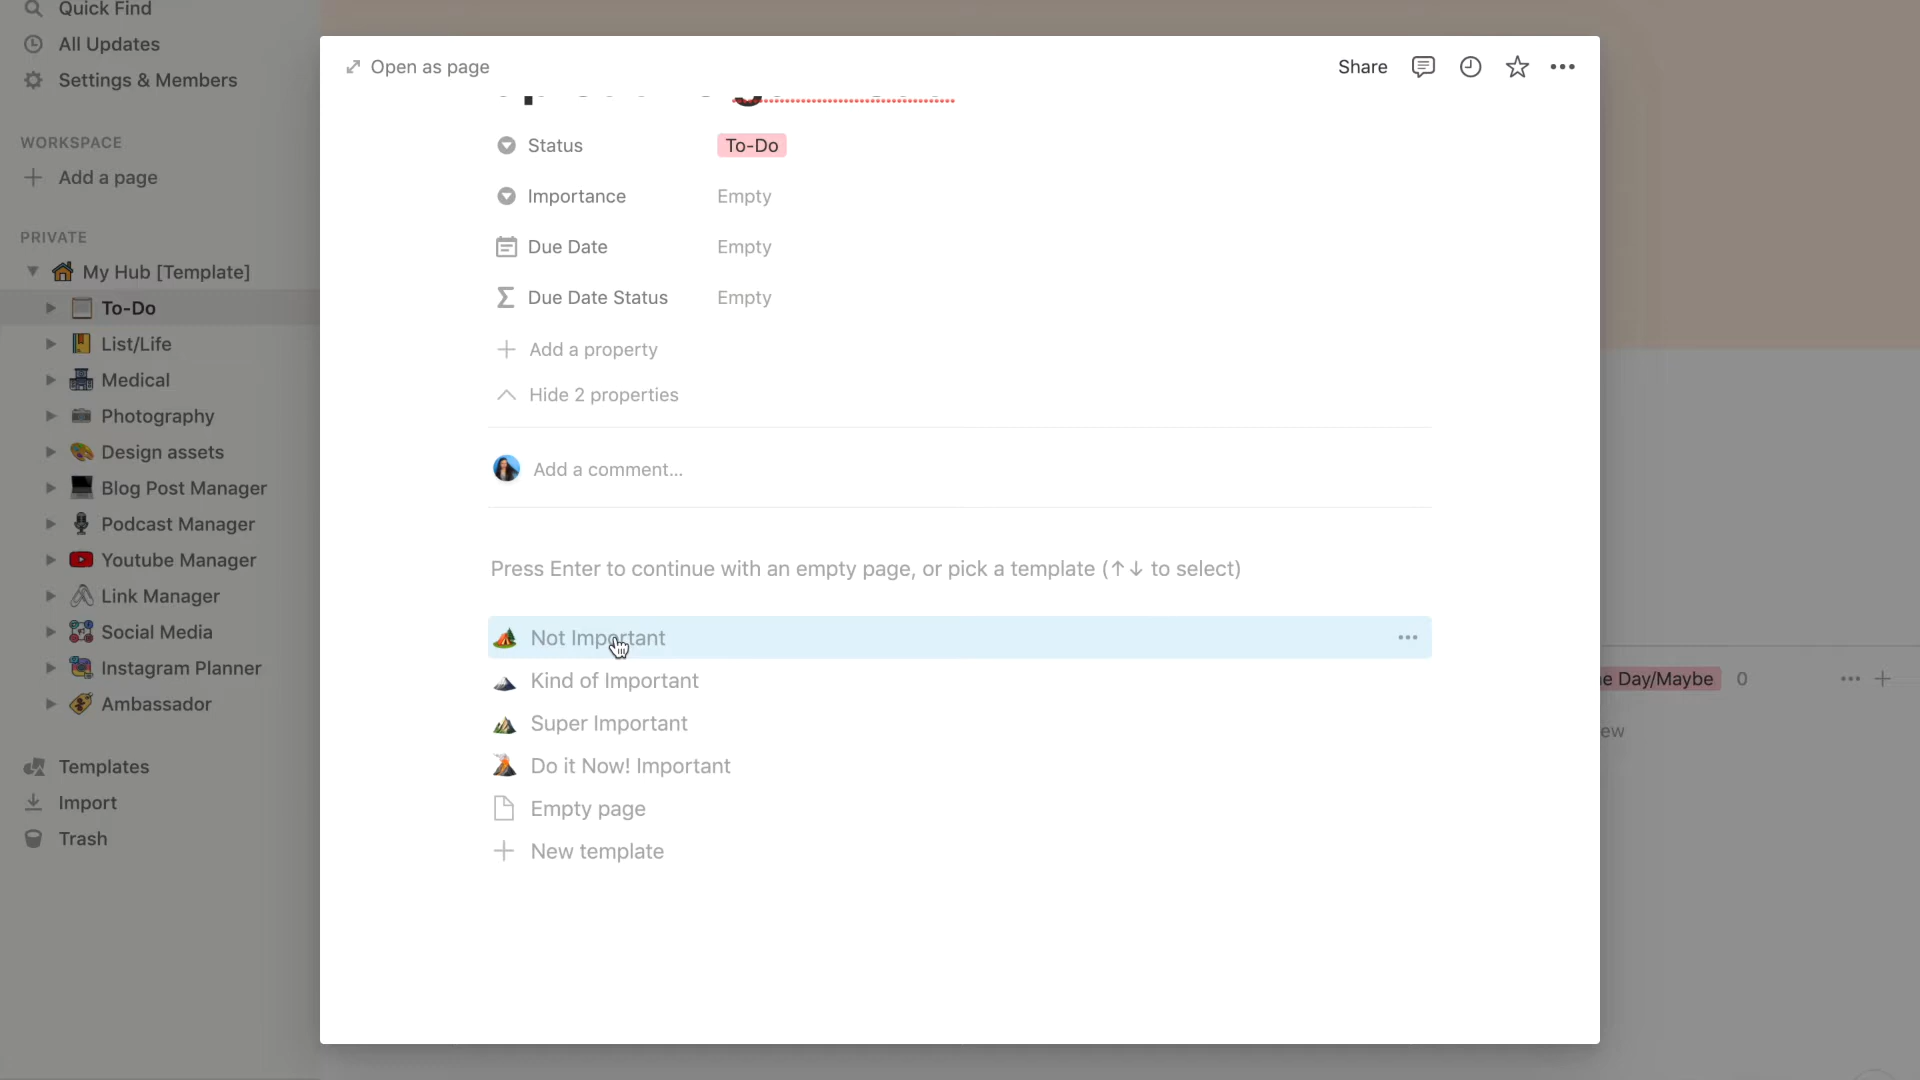 Quick Find
All Updates
Settings & Members
WORKSPACE
Add a page
PRIVATE
My Hub [Template]
To-Do
List/Life
Medical
Photography
Design assets
Blog Post Manager
Podcast Manager
Youtube Manager
Link Manager
Social Media
Instagram Planner
Ambassador
Templates
Import
Trash
Open as page
Share
Status To-Do
Importance Empty
Due Date Empty
Due Date Status Empty
Add a property
Hide 2 properties
Add a comment...
Press Enter to continue with an empty page, or pick a template (↑↓ to select)
Not Important
Kind of Important
Super Important
Do it Now! Important
Empty page
New template
Day/Maybe 0